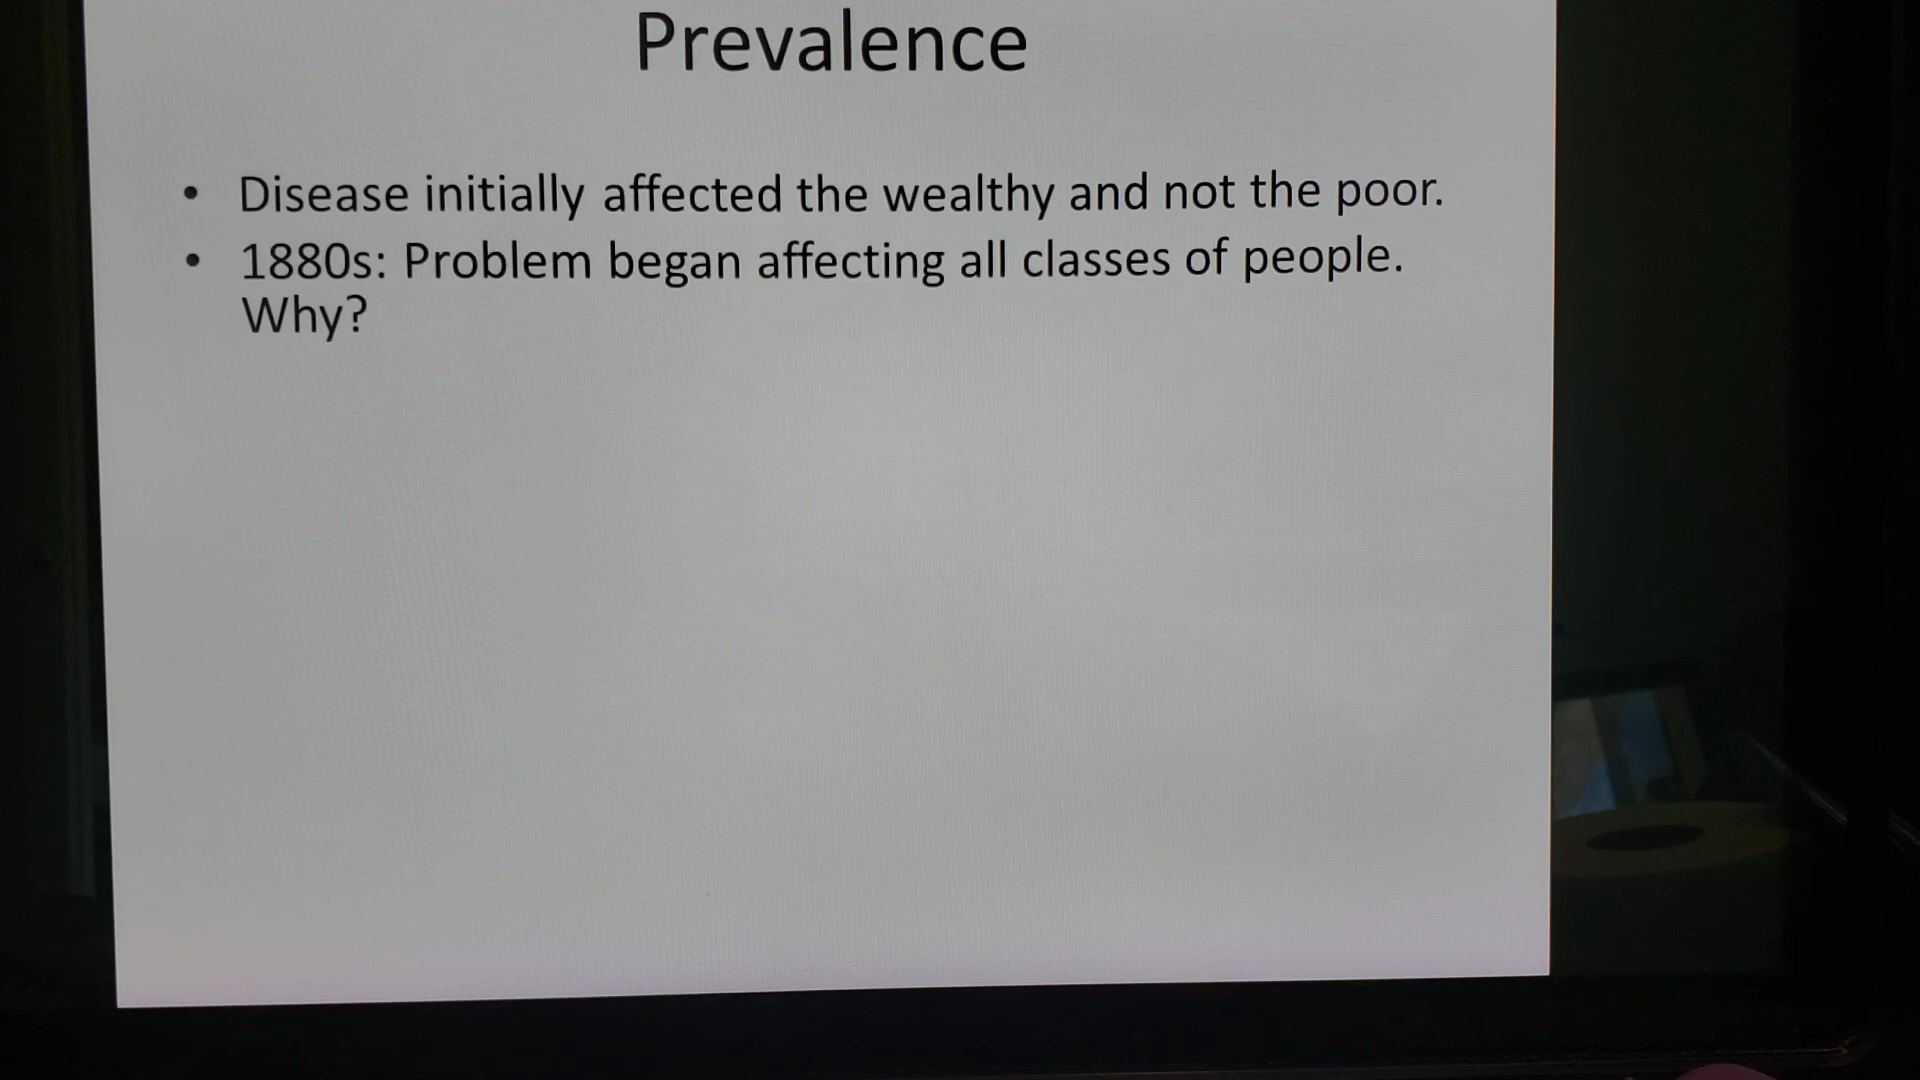 Prevalence
• Disease initially affected the wealthy and not the poor.
• 1880s: Problem began affecting all classes of people.
Why?